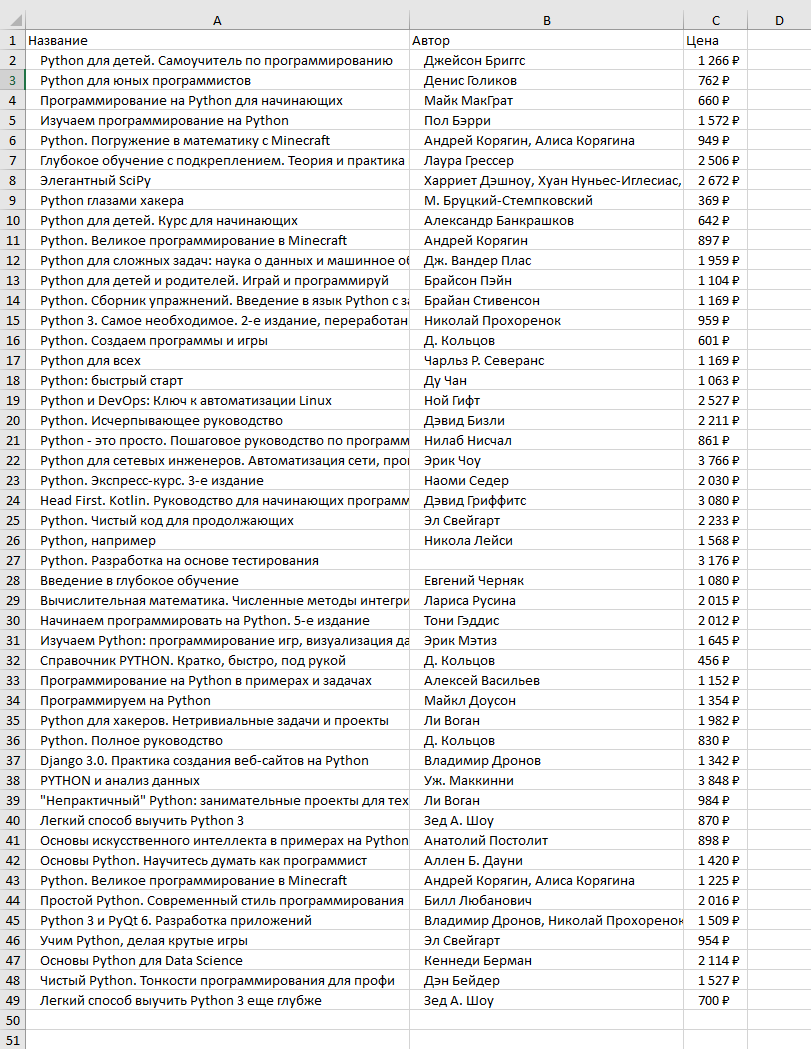 A B C D
1 Название Автор Цена
2 Python для детей. Самоучитель по программированию Джейсон Бриггс 1 266 ₽
3 Python для юных программистов Денис Голиков 762 ₽
4 Программирование на Python для начинающих Майк МакГрат 660 ₽
5 Изучаем программирование на Python Пол Бэрри 1 572 ₽
6 Python. Погружение в математику с Minecraft Андрей Корягин, Алиса Корягина 949 ₽
7 Глубокое обучение с подкреплением. Теория и практика Лаура Грессер 2 506 ₽
8 Элегантный SciPy Харриет Дэшноу, Хуан Нуньес-Иглесиас, 2 672 ₽
9 Python глазами хакера М. Бруцкий-Стемпковский 369 ₽
10 Python для детей. Курс для начинающих Александр Банкрашков 642 ₽
11 Python. Великое программирование в Minecraft Андрей Корягин 897 ₽
12 Python для сложных задач: наука о данных и машинное Дж. Вандер Плас 1 959 ₽
13 Python для детей и родителей. Играй и программируй Брайсон Пэйн 1 104 ₽
14 Python. Сборник упражнений. Введение в язык Python с Брайан Стивенсон 1 169 ₽
15 Python 3. Самое необходимое. 2-е издание, переработан Николай Прохоренок 959 ₽
16 Python. Создаем программы и игры Д. Кольцов 601 ₽
17 Python для всех Чарльз Р. Северанс 1 169 ₽
18 Python: быстрый старт Ду Чан 1 063 ₽
19 Python и DevOps: Ключ к автоматизации Linux Ной Гифт 2 527 ₽
20 Python. Исчерпывающее руководство Дэвид Бизли 2 211 ₽
21 Python - это просто. Пошаговое руководство по программ Нилаб Нисчал 861 ₽
22 Python для сетевых инженеров. Автоматизация сети, Эрик Чоу 3 766 ₽
23 Python. Экспресс-курс. 3-е издание Наоми Седер 2 030 ₽
24 Head First. Kotlin. Руководство для начинающих программ Дэвид Гриффитс 3 080 ₽
25 Python. Чистый код для продолжающих Эл Свейгарт 2 233 ₽
26 Python, например Никола Лейси 1 568 ₽
27 Python. Разработка на основе тестирования 3 176 ₽
28 Введение в глубокое обучение Евгений Черняк 1 080 ₽
29 Вычислительная математика. Численные методы интегри Лариса Русина 2 015 ₽
30 Начинаем программировать на Python. 5-е издание Тони Гэддис 2 012 ₽
31 Изучаем Python: программирование игр, визуализация да Эрик Мэтиз 1 645 ₽
32 Справочник PYTHON. Кратко, быстро, под рукой Д. Кольцов 456 ₽
33 Программирование на Python в примерах и задачах Алексей Васильев 1 152 ₽
34 Программируем на Python Майкл Доусон 1 354 ₽
35 Python для хакеров. Нетривиальные задачи и проекты Ли Воган 1 982 ₽
36 Python. Полное руководство Д. Кольцов 830 ₽
37 Django 3.0. Практика создания веб-сайтов на Python Владимир Дронов 1 342 ₽
38 PYTHON и анализ данных Уж. Маккинни 3 848 ₽
39 "Непрактичный" Python: занимательные проекты для тех Ли Воган 984 ₽
40 Легкий способ выучить Python 3 Зед А. Шоу 870 ₽
41 Основы искусственного интеллекта в примерах на Python Анатолий Постолит 898 ₽
42 Основы Python. Научитесь думать как программист Аллен Б. Дауни 1 420 ₽
43 Python. Великое программирование в Minecraft Андрей Корягин, Алиса Корягина 1 225 ₽
44 Простой Python. Современный стиль программирования Билл Любанович 2 016 ₽
45 Python 3 и PyQt 6. Разработка приложений Владимир Дронов, Николай Прохоренок 1 509 ₽
46 Учим Python, делая крутые игры Эл Свейгарт 954 ₽
47 Основы Python для Data Science Кеннеди Берман 2 114 ₽
48 Чистый Python. Тонкости программирования для профи Дэн Бейдер 1 527 ₽
49 Легкий способ выучить Python 3 еще глубже Зед А. Шоу 700 ₽
50
51